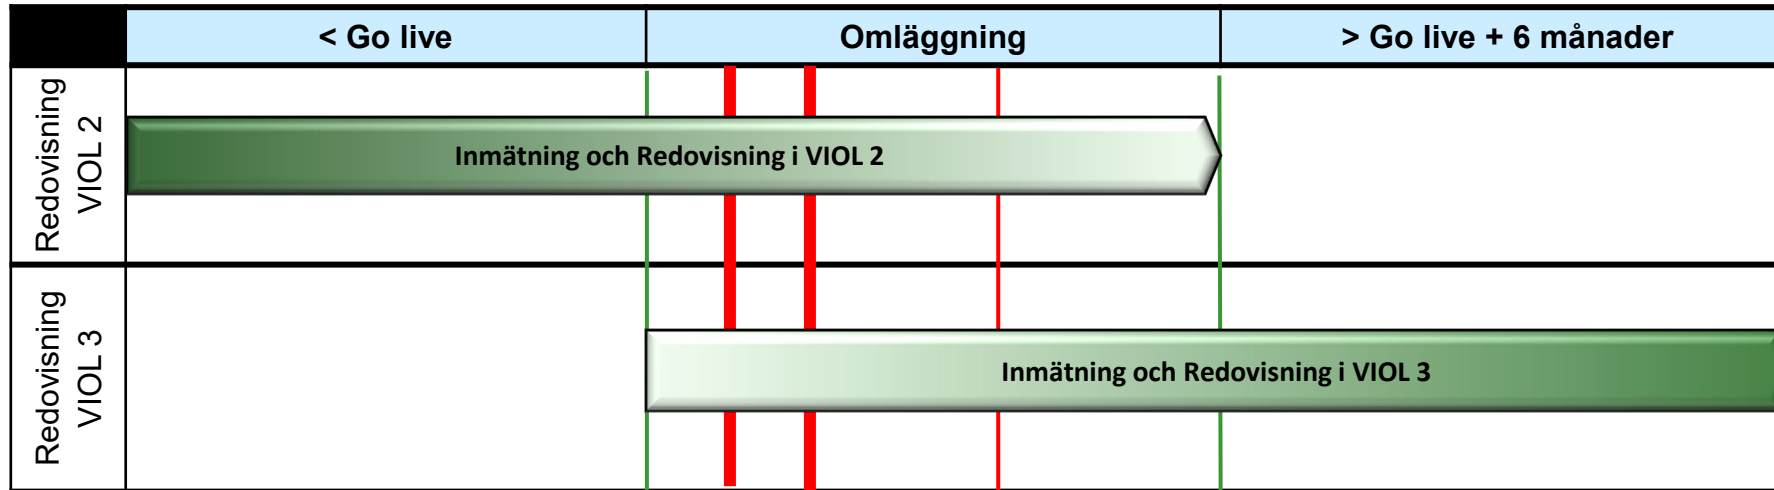 < Go live
Omläggning
> Go live + 6 månader
Redovisning
VIOL 2
Inmätning och Redovisning i VIOL 2
Redovisning
VIOL 3
Inmätning och Redovisning i VIOL 3